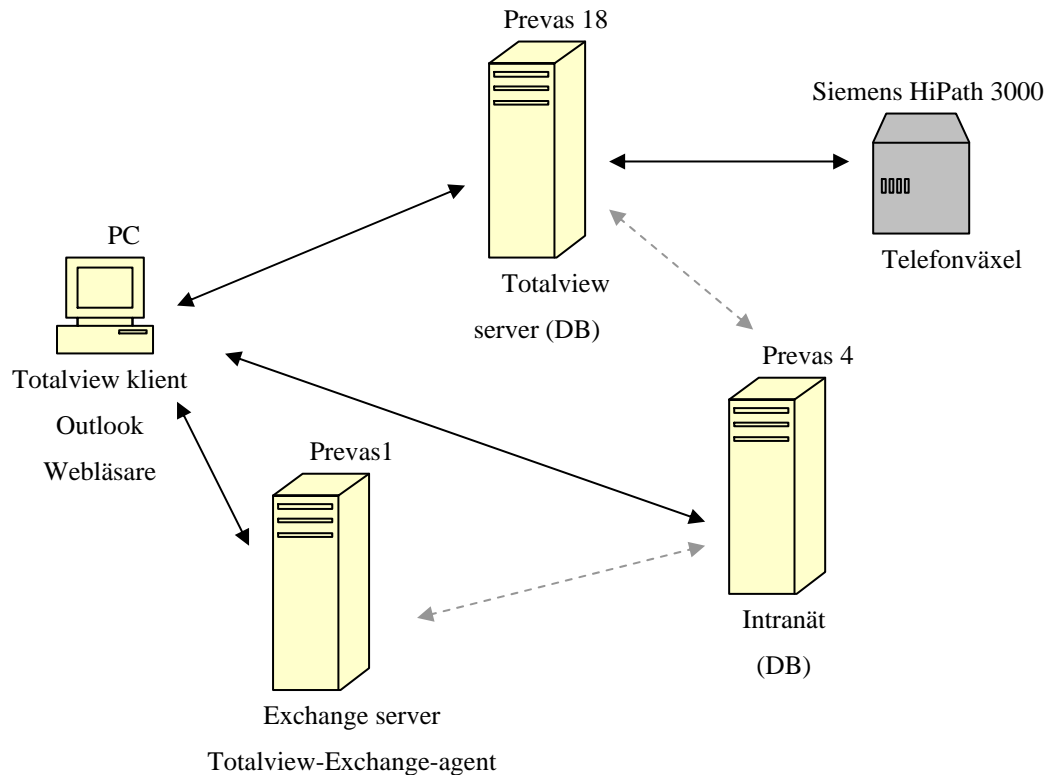 Prevas 18
Siemens HiPath 3000
PC
Telefonväxel
Totalview
server (DB)
Prevas 4
Totalview klient
Outlook
Webläsare
Prevas1
Intranät
(DB)
Exchange server
Totalview-Exchange-agent